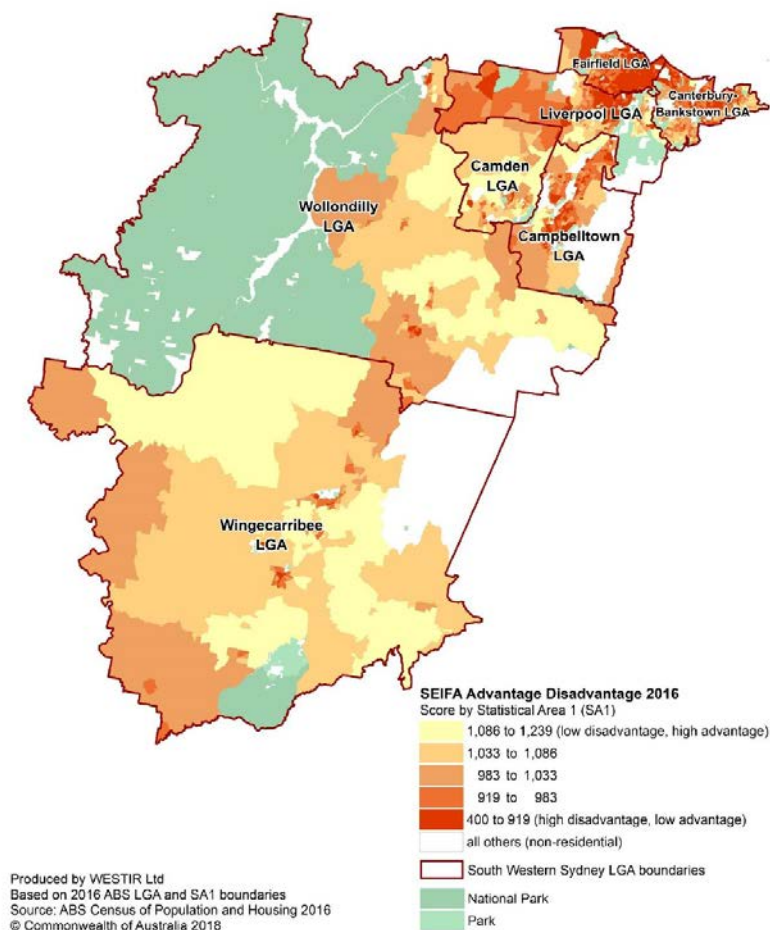 Fairfield LGA
Canterbury-
Bankstown LGA
Liverpool LGA
Camden
LGA
Wollondilly
LGA
Campbelltown
LGA
Wingecarribee
LGA
SEIFA Advantage Disadvantage 2016
Score by Statistical Area 1 (SA1)
1,086 to 1,239 (low disadvantage, high advantage)
1,033 to 1,086
983 to 1,033
919 to 983
400 to 919 (high disadvantage, low advantage)
all others (non-residential)
South Western Sydney LGA boundaries
National Park
Park
Produced by WESTIR Ltd
Based on 2016 ABS LGA and SA1 boundaries
Source: ABS Census of Population and Housing 2016
© Commonwealth of Australia 2018